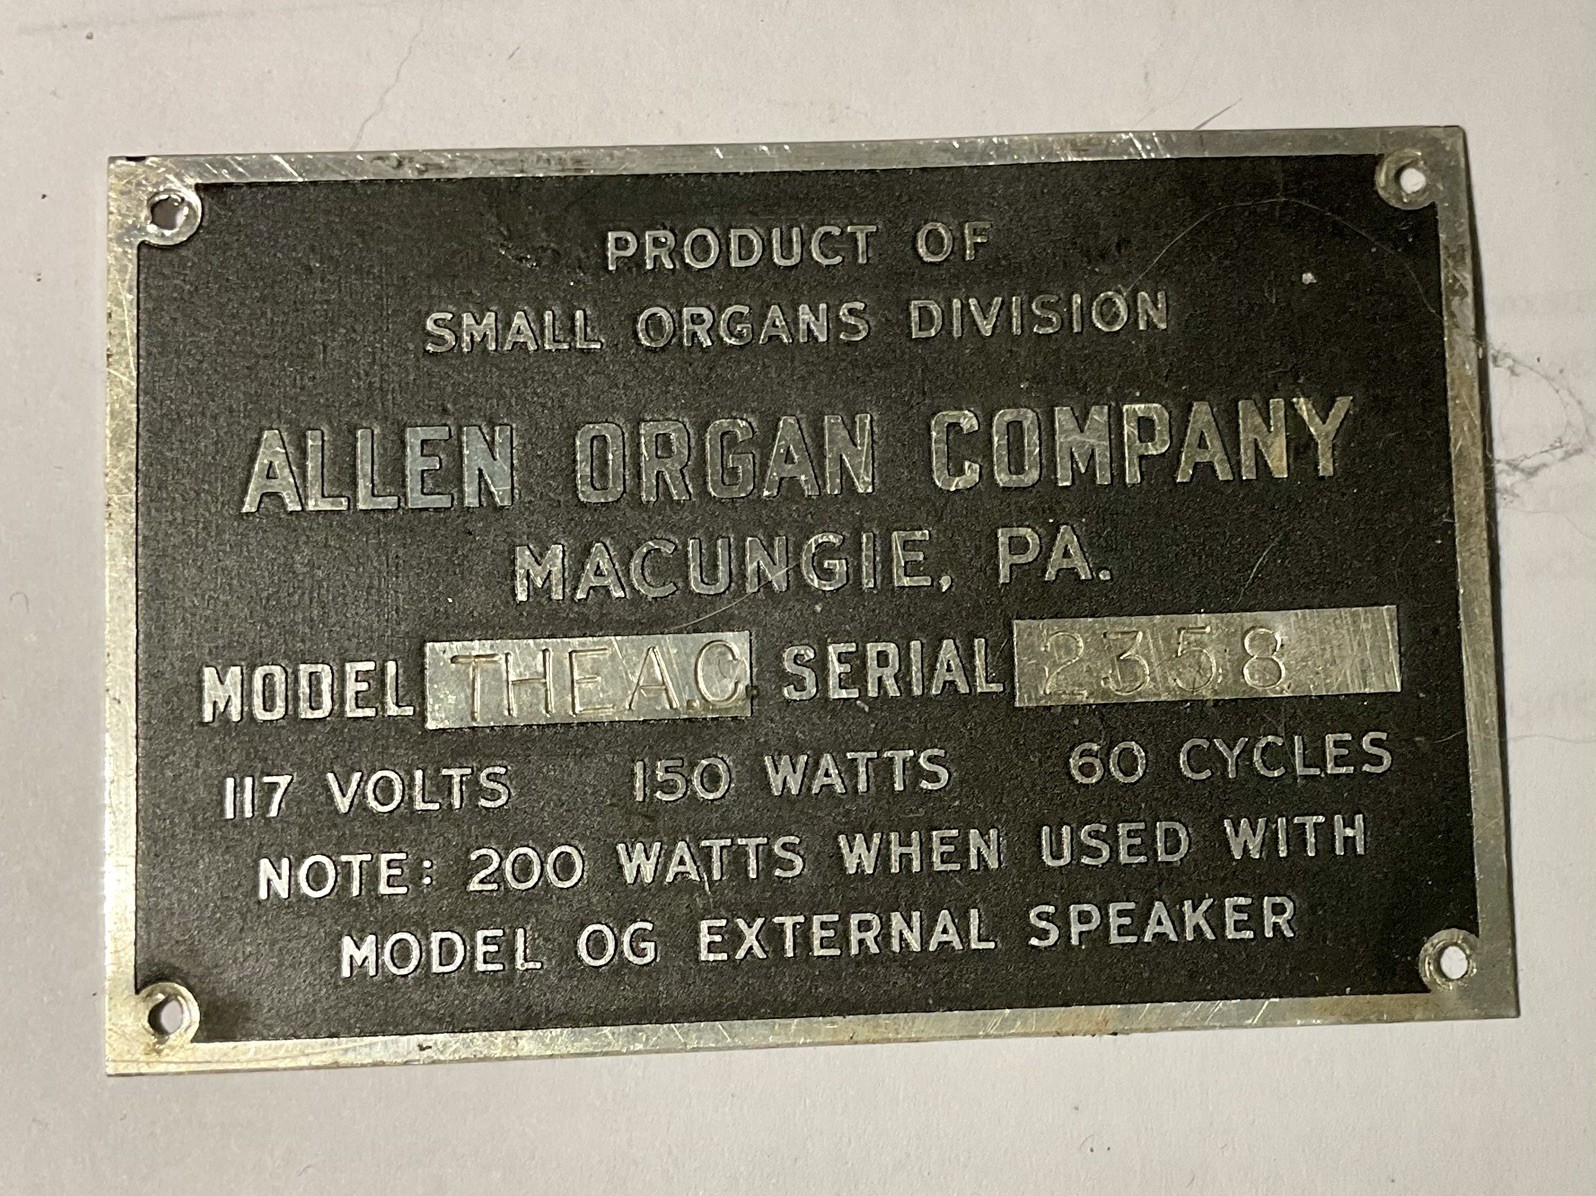 PRODUCT OF
SMALL ORGANS DIVISION
ALLEN ORGAN COMPANY
MACUNGIE, PA.
MODEL THEA.C. SERIAL 2358
117 VOLTS 150 WATTS 60 CYCLES
NOTE: 200 WATTS WHEN USED WITH
MODEL OG EXTERNAL SPEAKER